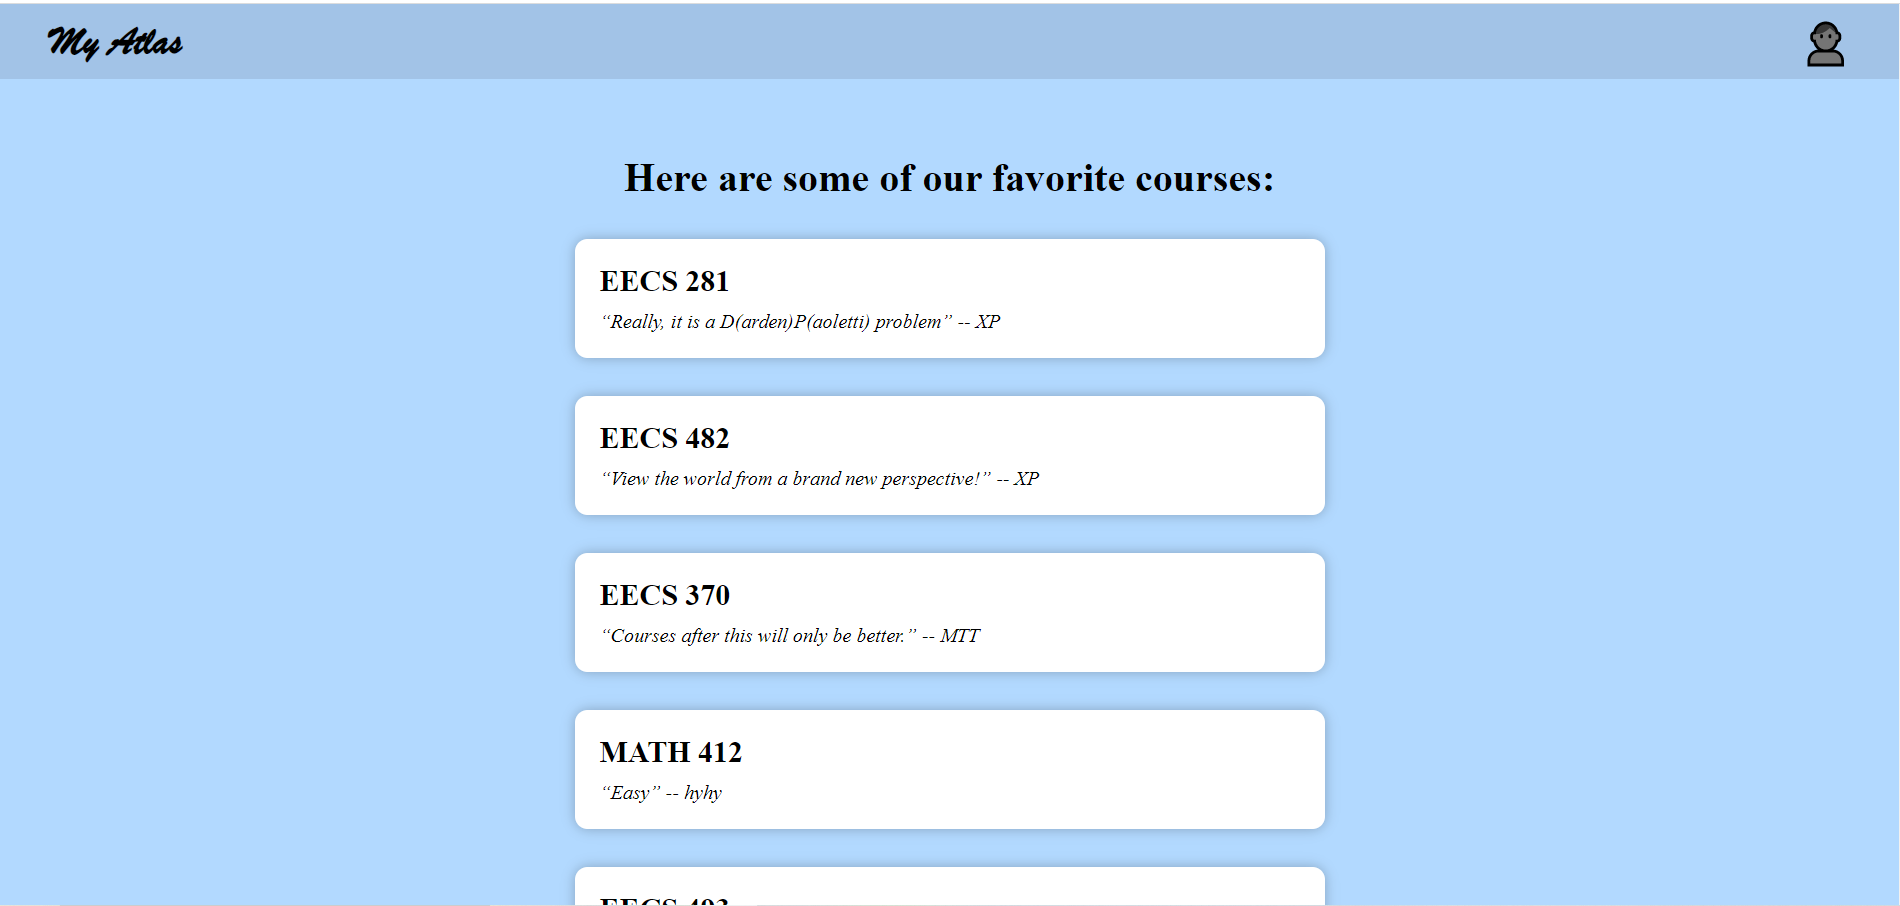 My Atlas
Here are some of our favorite courses:
EECS 281
“Really, it is a D(arden)P(aoletti) problem” -- XP
EECS 482
“View the world from a brand new perspective!” -- XP
EECS 370
“Courses after this will only be better.” -- MTT
MATH 412
“Easy” -- hyhy
EECS 493